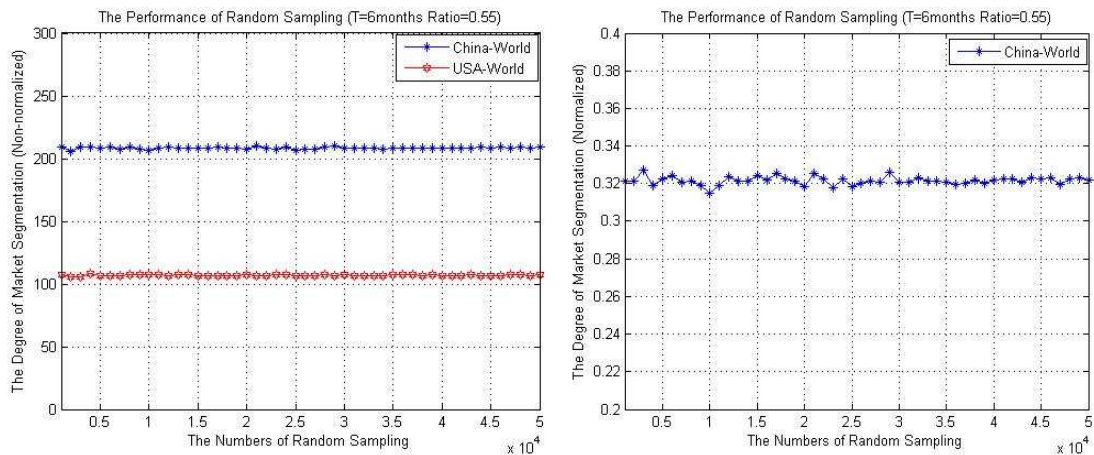 The Performance of Random Sampling (T=6months Ratio=0.55)
300
250
200
150
100
50
0
The Degree of Market Segmentation (Non-normalized)
China-World
USA-World
0.5 1 1.5 2 2.5 3 3.5 4 4.5 5
The Numbers of Random Sampling
x 10^4
The Performance of Random Sampling (T=6months Ratio=0.55)
0.4
0.38
0.36
0.34
0.32
0.3
0.28
0.26
0.24
0.22
0.2
The Degree of Market Segmentation (Normalized)
China-World
0.5 1 1.5 2 2.5 3 3.5 4 4.5 5
The Numbers of Random Sampling
x 10^4